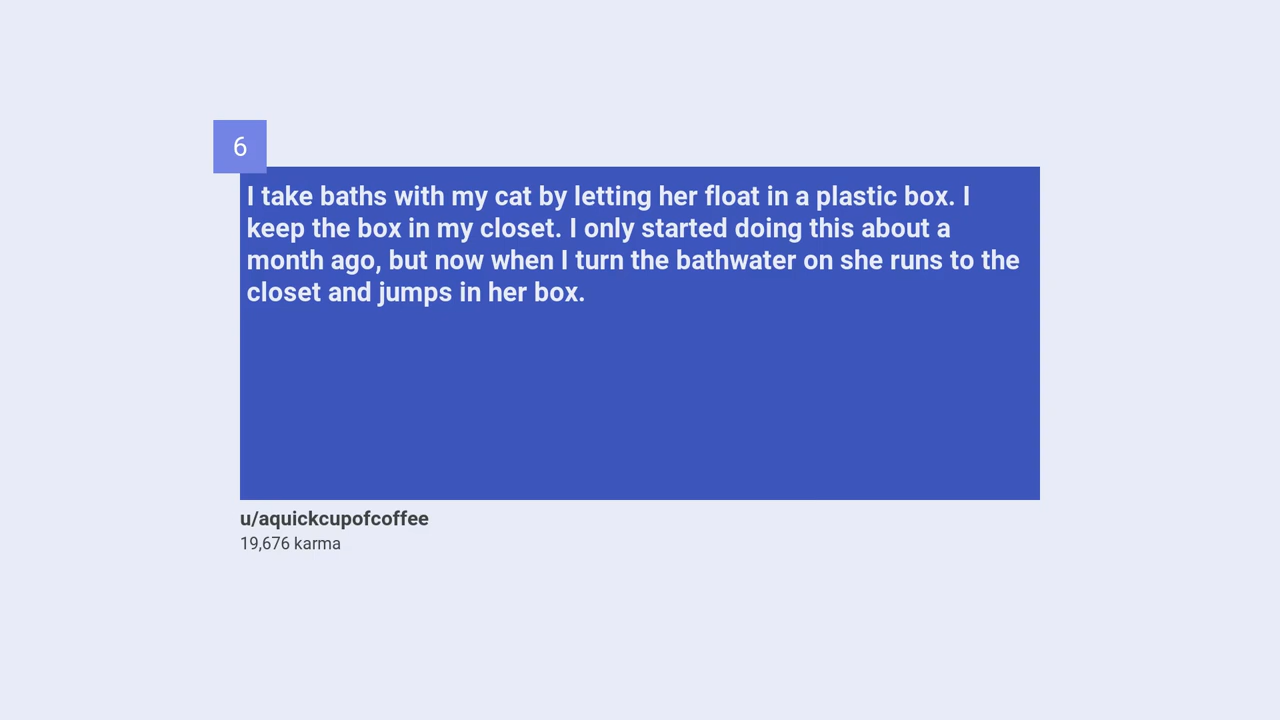 6
I take baths with my cat by letting her float in a plastic box. I
keep the box in my closet. I only started doing this about a
month ago, but now when I turn the bathwater on she runs to the
closet and jumps in her box.
u/aquickcupofcoffee
19,676 karma